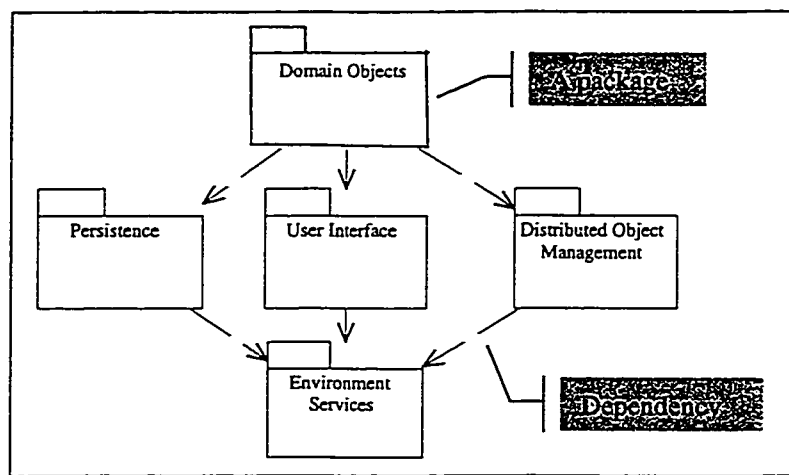 Domain Objects
A package
Persistence
User Interface
Distributed Object
Management
Environment
Services
Dependency